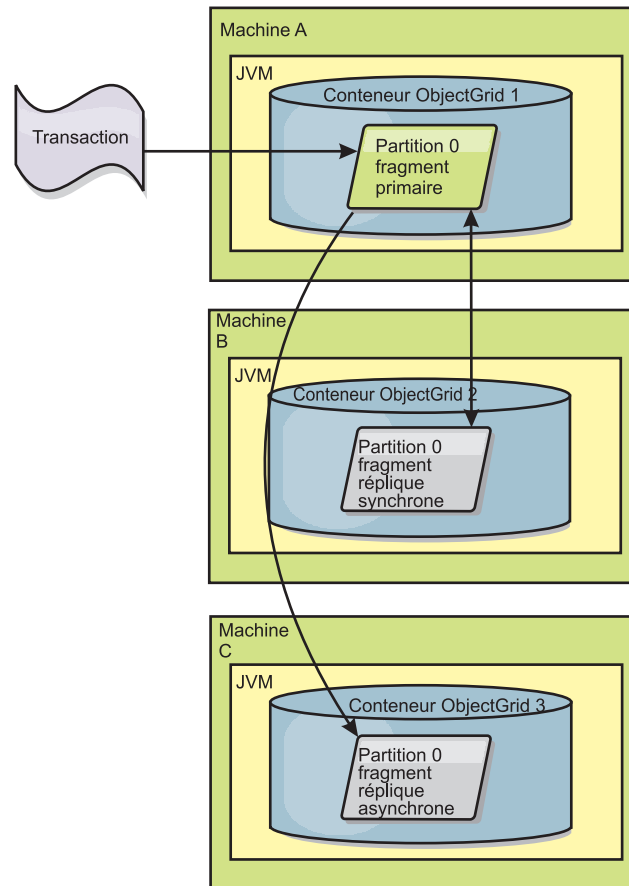 Machine A
JVM
Conteneur ObjectGrid 1
Transaction
Partition 0
fragment
primaire
Machine
B
JVM
Conteneur ObjectGrid 2
Partition 0
fragment
réplique
synchrone
Machine
C
JVM
Conteneur ObjectGrid 3
Partition 0
fragment
réplique
asynchrone